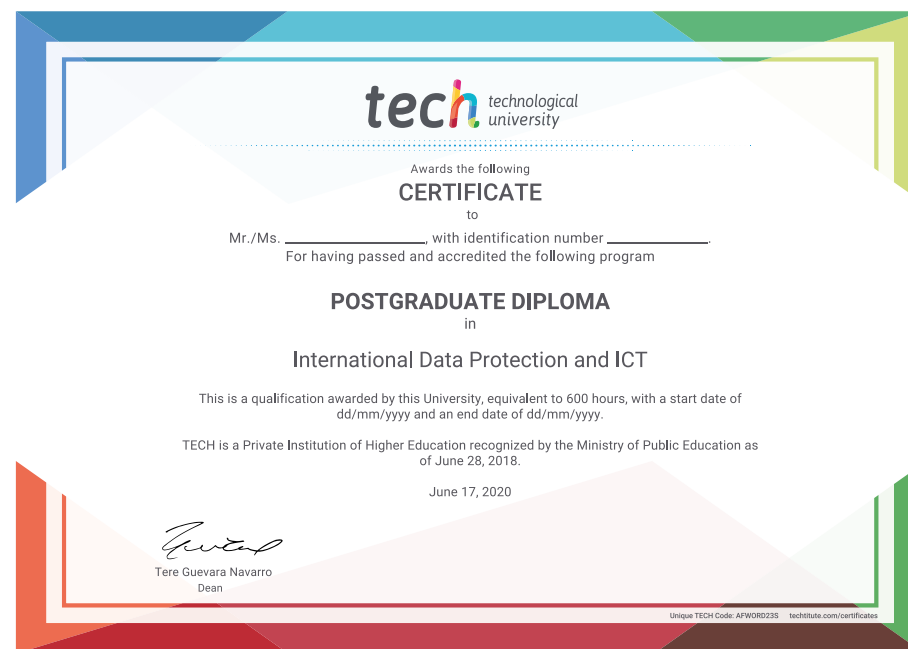 tech technological
university
Awards the following
CERTIFICATE
to
Mr./Ms. ____________________, with identification number ______________.
For having passed and accredited the following program
POSTGRADUATE DIPLOMA
in
International Data Protection and ICT
This is a qualification awarded by this University, equivalent to 600 hours, with a start date of
dd/mm/yyyy and an end date of dd/mm/yyyy.
TECH is a Private Institution of Higher Education recognized by the Ministry of Public Education as
of June 28, 2018.
June 17, 2020
Tere Guevara Navarro
Dean
Unique TECH Code: AFWORD23S techtitute.com/certificates